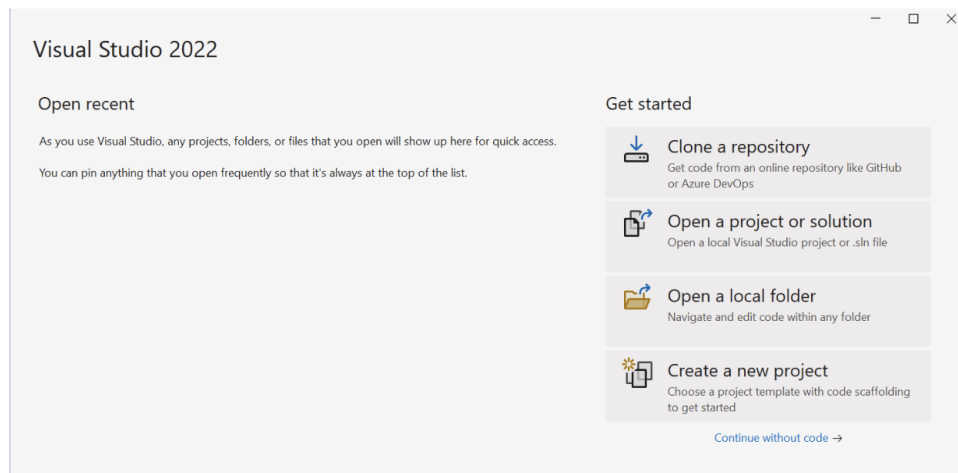 Visual Studio 2022
Open recent
As you use Visual Studio, any projects, folders, or files that you open will show up here for quick access.
You can pin anything that you open frequently so that it's always at the top of the list.
Get started
Clone a repository
Get code from an online repository like GitHub
or Azure DevOps
Open a project or solution
Open a local Visual Studio project or .sln file
Open a local folder
Navigate and edit code within any folder
Create a new project
Choose a project template with code scaffolding
to get started
Continue without code →